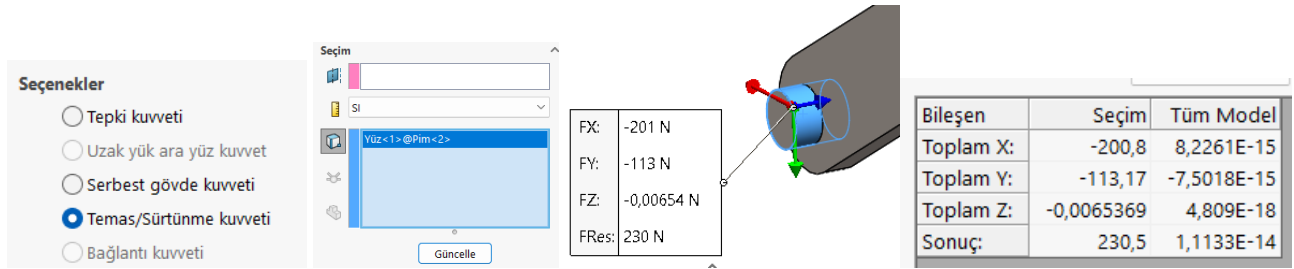 Seçenekler
Tepki kuvveti
Uzak yük ara yüz kuvvet
Serbest gövde kuvveti
Temas/Sürtünme kuvveti
Bağlantı kuvveti
Seçim
SI
Yüz<1>@Pim<2>
Güncelle
FX: -201 N
FY: -113 N
FZ: -0,00654 N
FRes: 230 N
Bileşen Seçim Tüm Model
Toplam X: -200,8 8,2261E-15
Toplam Y: -113,17 -7,5018E-15
Toplam Z: -0,0065369 4,809E-18
Sonuç: 230,5 1,1133E-14